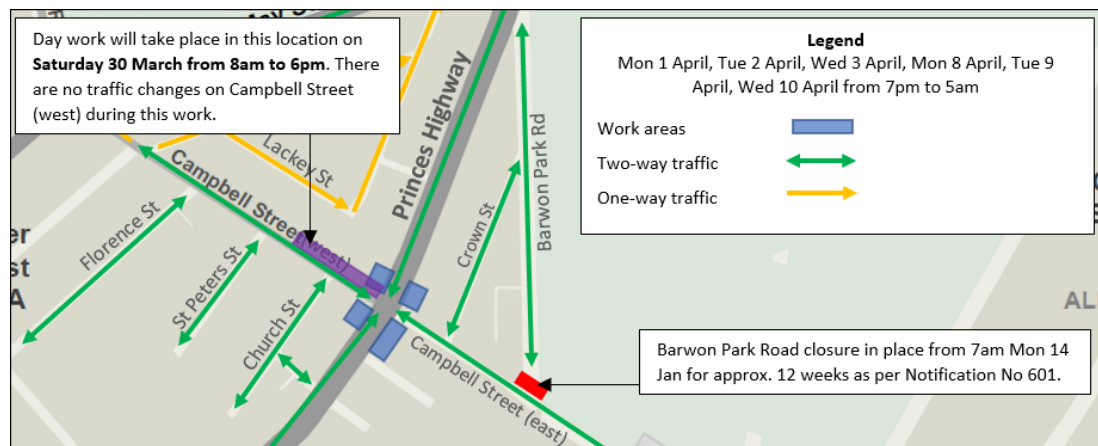 Day work will take place in this location on
Saturday 30 March from 8am to 6pm. There
are no traffic changes on Campbell Street
(west) during this work.
Legend
Mon 1 April, Tue 2 April, Wed 3 April, Mon 8 April, Tue 9
April, Wed 10 April from 7pm to 5am
Work areas
Two-way traffic
One-way traffic
Princes Highway
Barwon Park Rd
Lackey St
Campbell Street (west)
Crown St
Florence St
St Peters St
Church St
Campbell Street (east)
Barwon Park Road closure in place from 7am Mon 14
Jan for approx. 12 weeks as per Notification No 601.